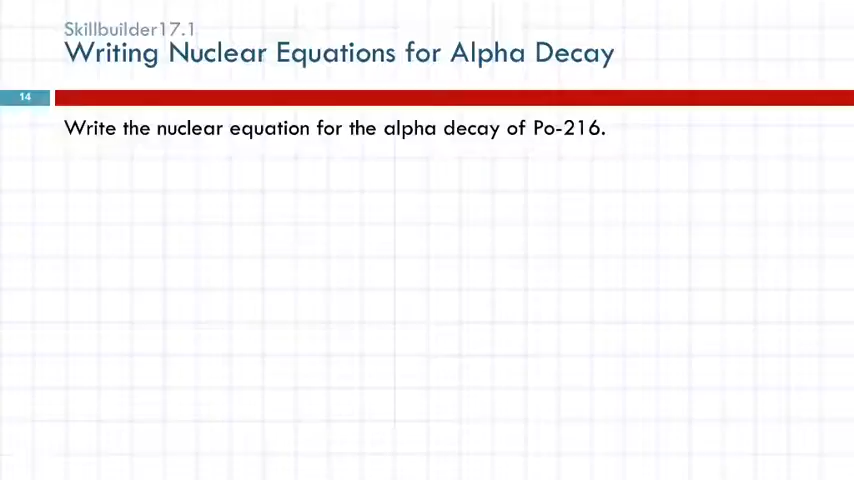 Skillbuilder17.1
Writing Nuclear Equations for Alpha Decay
14
Write the nuclear equation for the alpha decay of Po-216.